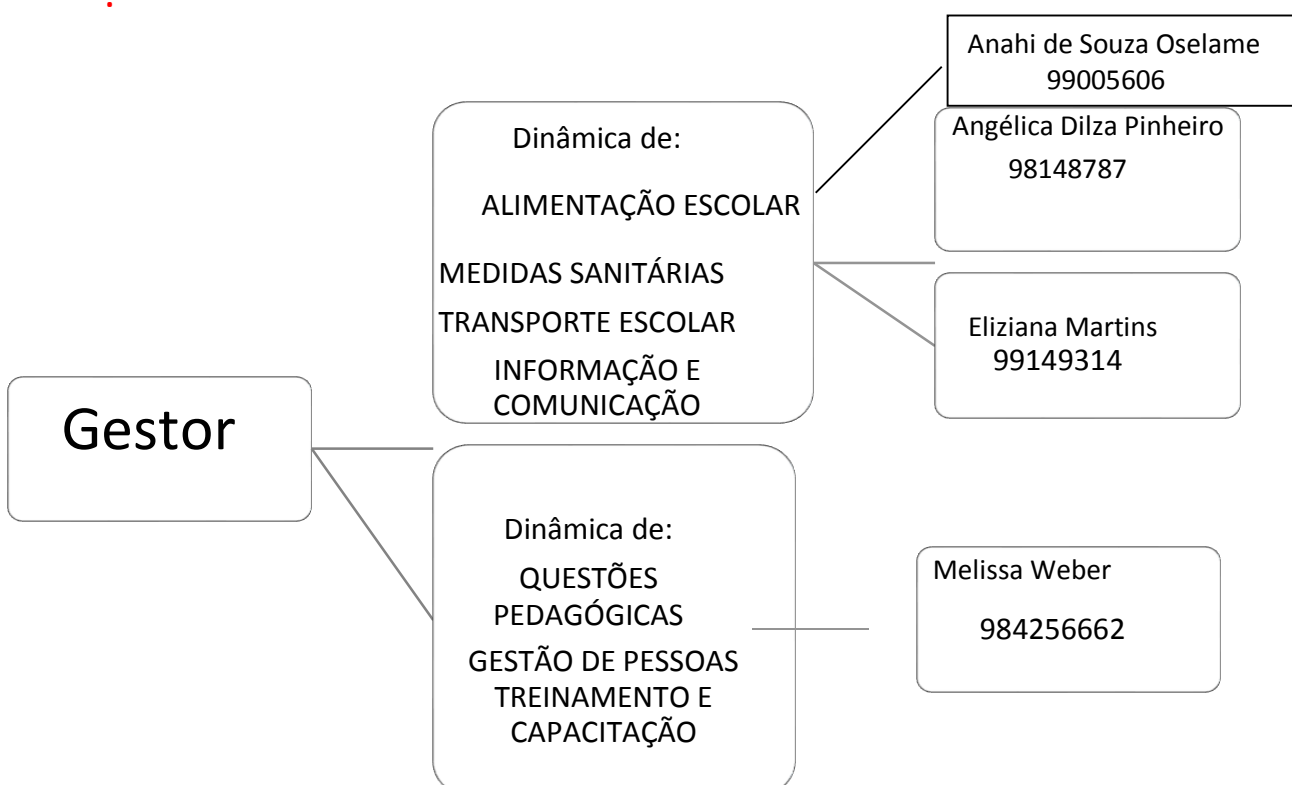 Gestor
Dinâmica de:
ALIMENTAÇÃO ESCOLAR
MEDIDAS SANITÁRIAS
TRANSPORTE ESCOLAR
INFORMAÇÃO E
COMUNICAÇÃO
Anahi de Souza Oselame
99005606
Angélica Dilza Pinheiro
98148787
Eliziana Martins
99149314
Dinâmica de:
QUESTÕES
PEDAGÓGICAS
GESTÃO DE PESSOAS
TREINAMENTO E
CAPACITAÇÃO
Melissa Weber
984256662